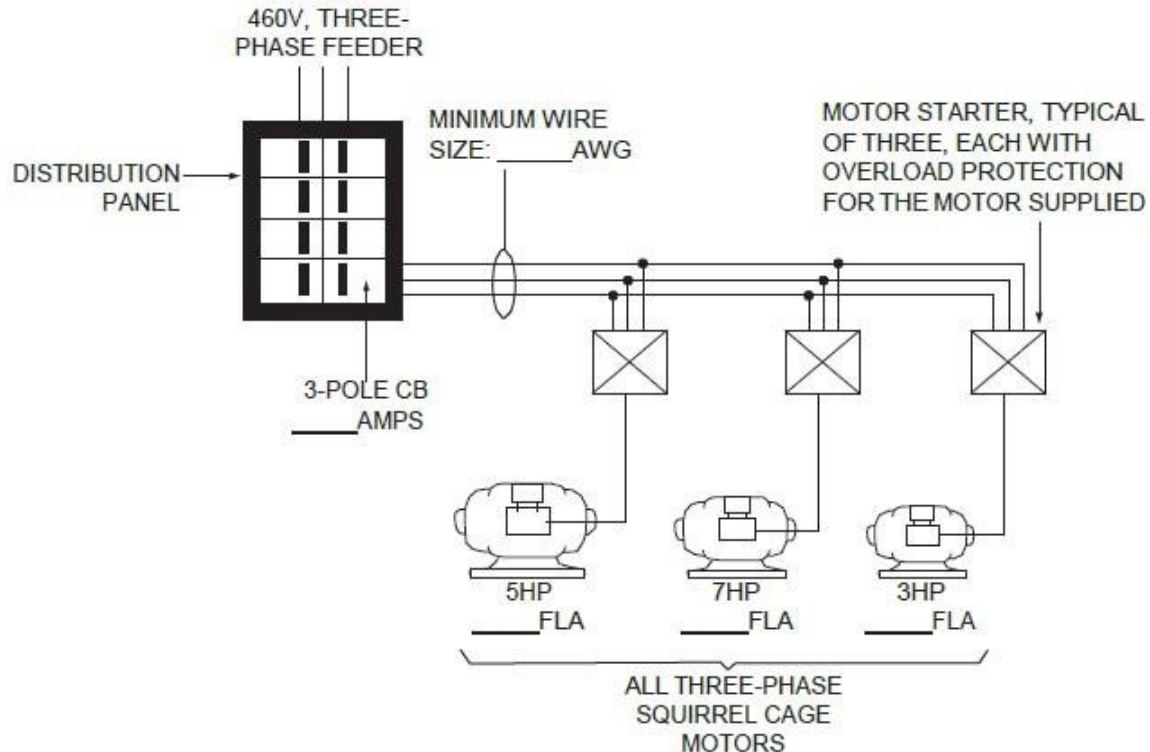 460V, THREE-
PHASE FEEDER
MINIMUM WIRE
SIZE: ______AWG
MOTOR STARTER, TYPICAL
OF THREE, EACH WITH
OVERLOAD PROTECTION
FOR THE MOTOR SUPPLIED
DISTRIBUTION
PANEL
3-POLE CB
_____AMPS
5HP
_____FLA
7HP
_____FLA
3HP
_____FLA
ALL THREE-PHASE
SQUIRREL CAGE
MOTORS